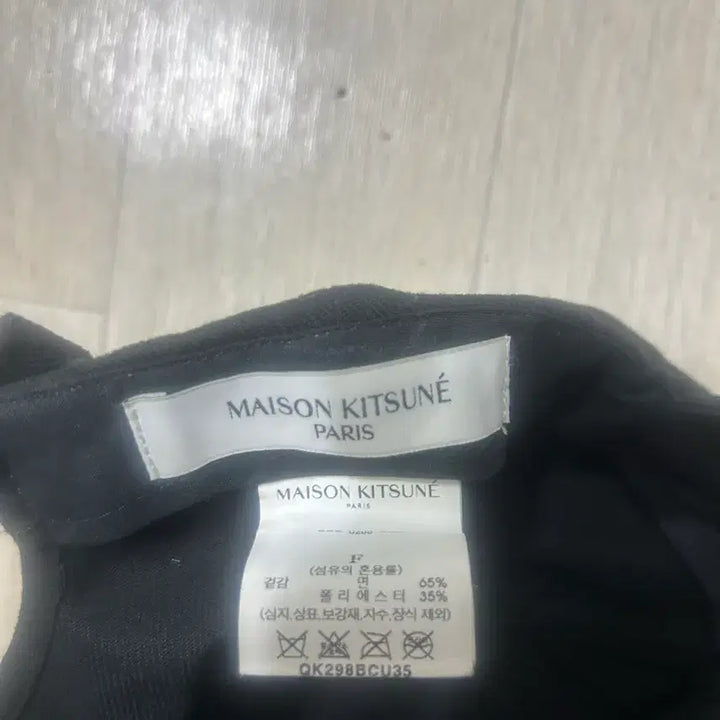 MAISON KITSUNÉ
PARIS
MAISON KITSUNÉ
PARIS
F
(섬유의 혼용률)
겉감 면 65%
폴리에스터 35%
(심지,상표,보강재,자수,장식 제외)
QK298BCU35